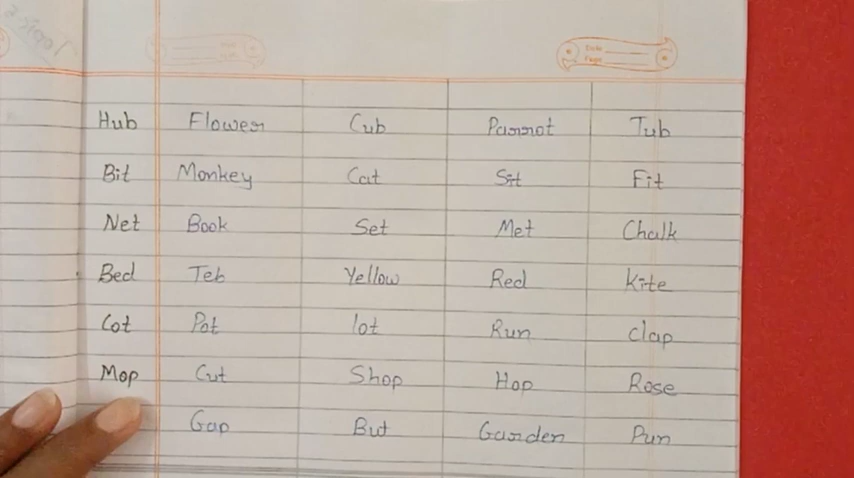 Hub Flower Cub Parrot Tub
Bit Monkey Cat Sit Fit
Net Book Set Met Chalk
Bed Teb Yellow Red Kite
Cot Pot lot Run clap
Mop Cut Shop Hop Rose
Gap But Garden Pun